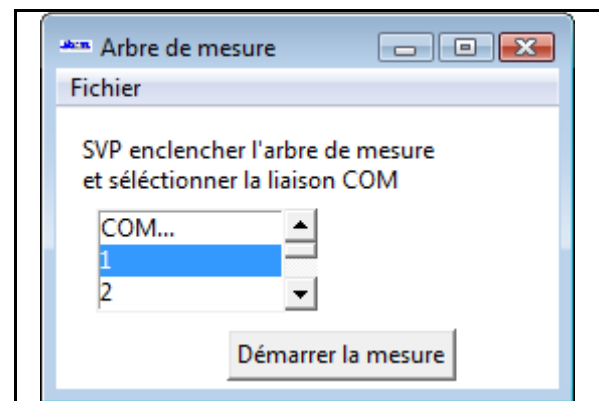 Arbre de mesure
Fichier
SVP enclencher l'arbre de mesure
et séléctionner la liaison COM
COM...
1
2
Démarrer la mesure